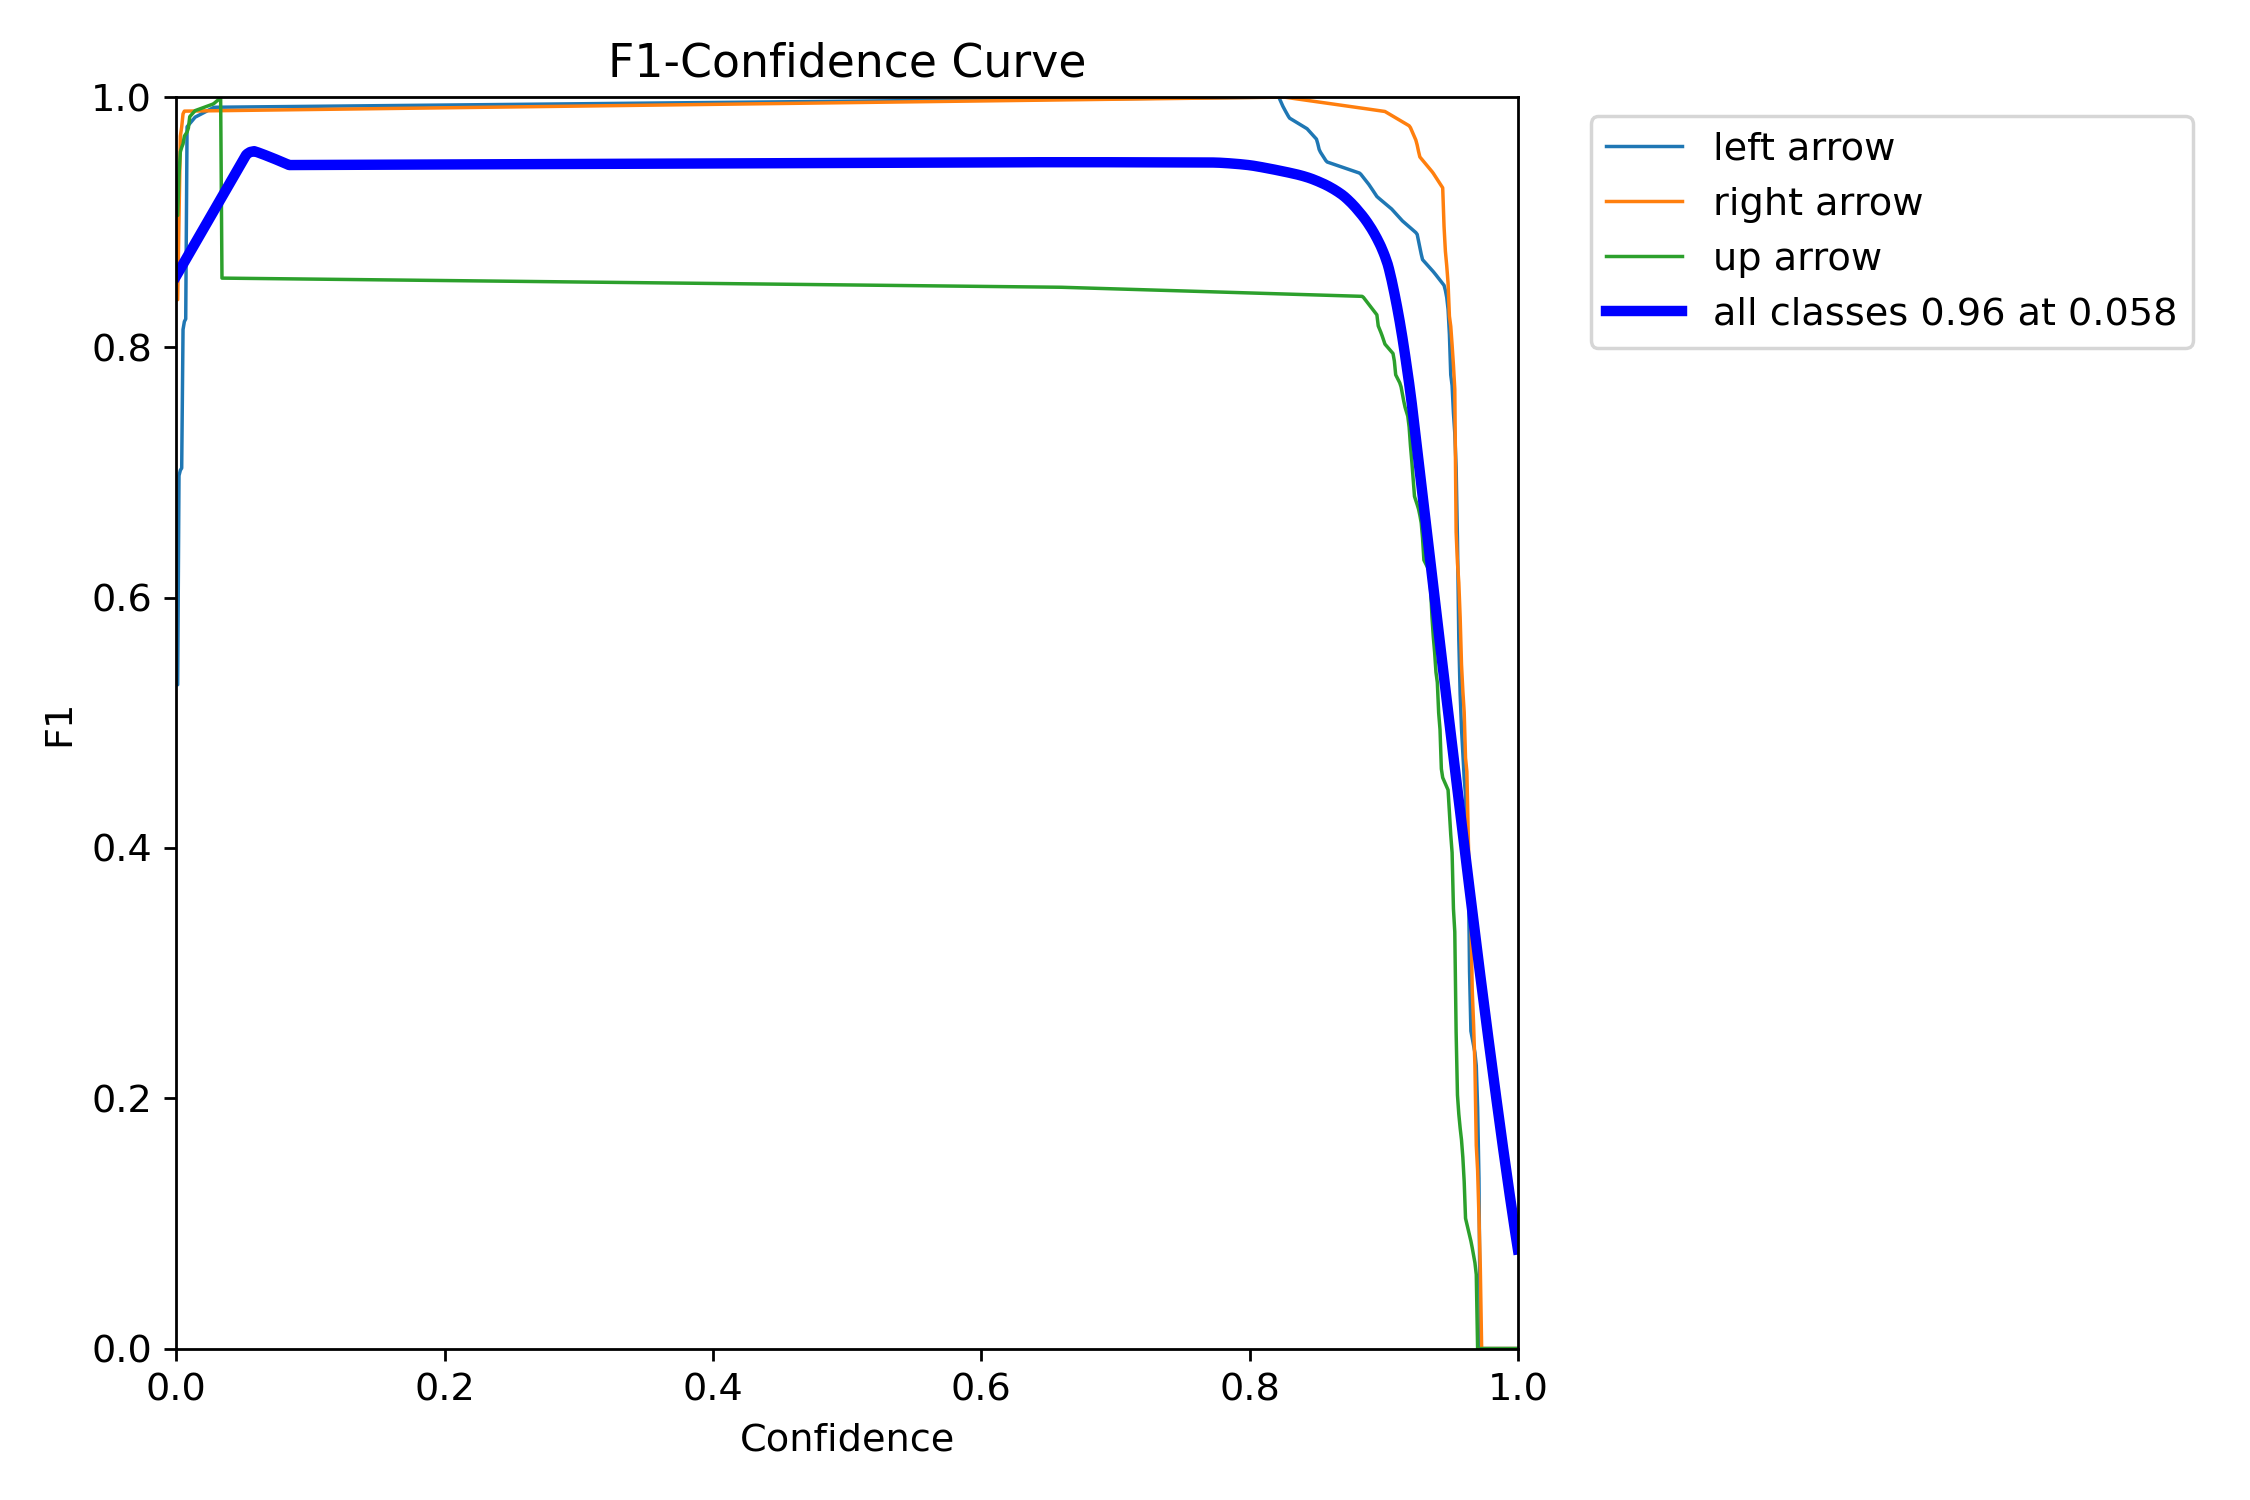 F1-Confidence Curve
1.0
0.8
0.6
0.4
0.2
0.0
F1
0.0 0.2 0.4 0.6 0.8 1.0
Confidence
left arrow
right arrow
up arrow
all classes 0.96 at 0.058